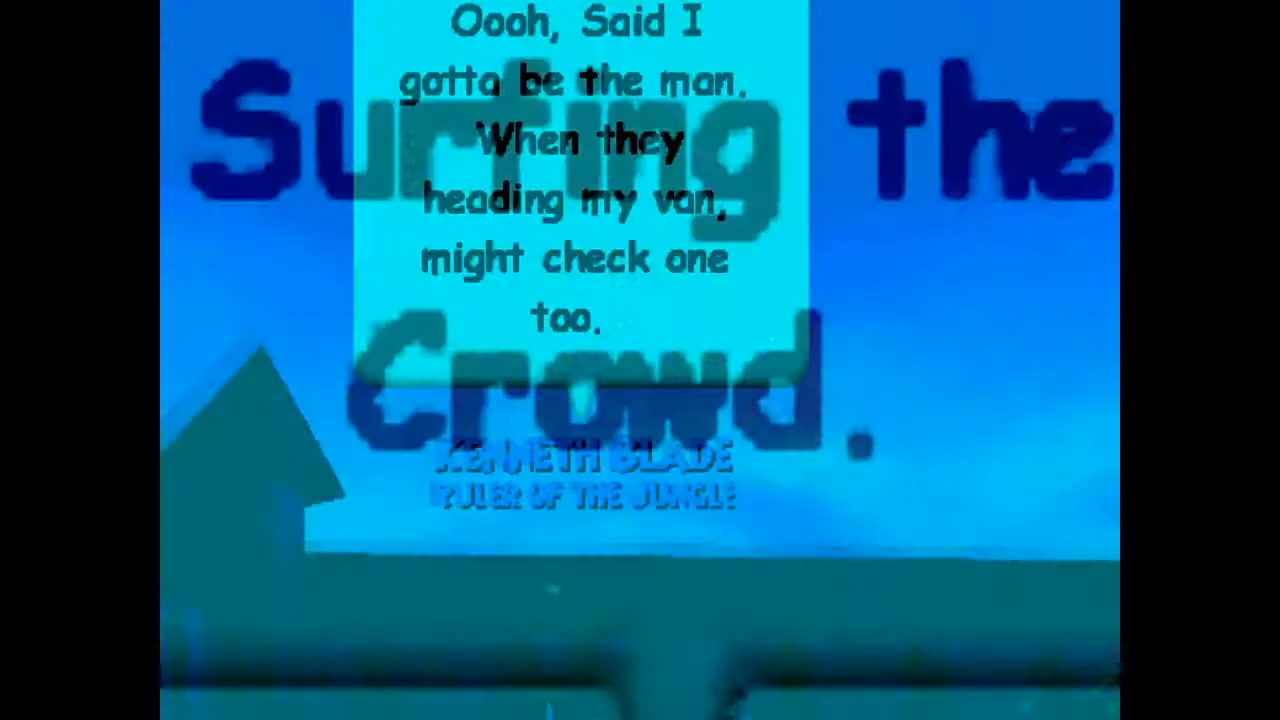 Oooh, Said I
gotta be the man.
When they
heading my van,
might check one
too.
Surfing the
Crowd.
KENNETH BLADE
RULER OF THE JUNGLE